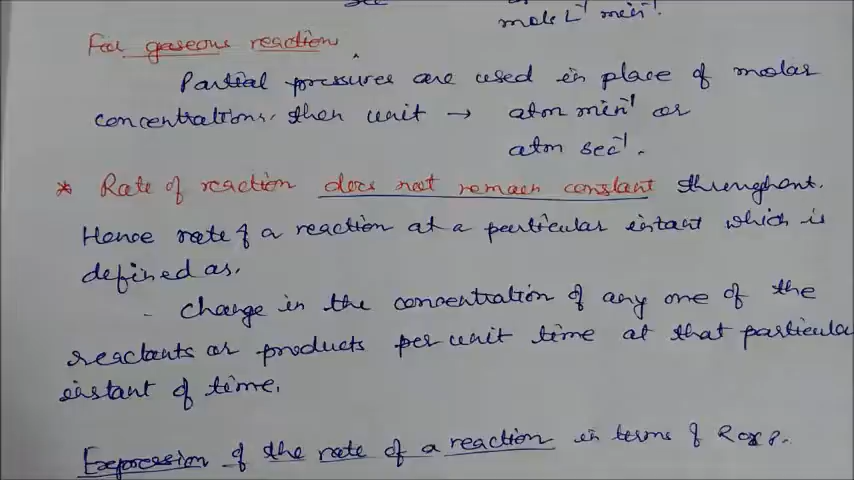 mole L⁻¹ min⁻¹.
For gaseous reaction
Partial pressures are used in place of molar
concentrations. then unit → atm min⁻¹ or
atm sec⁻¹.
* Rate of reaction does not remain constant throughout.
Hence rate of a reaction at a particular instant which is
defined as.
- Change in the concentration of any one of the
reactants or products per unit time at that particular
instant of time.
Expression of the rate of a reaction in terms of R or P.